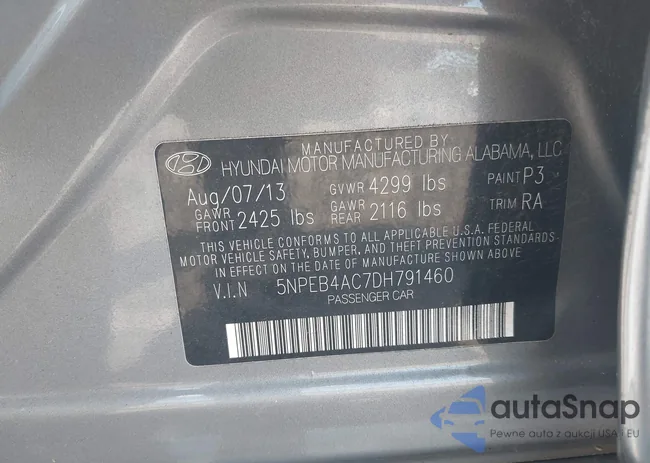 MANUFACTURED BY
HYUNDAI MOTOR MANUFACTURING ALABAMA, LLC
Aug/07/13 GVWR 4299 lbs PAINT P3
GAWR FRONT 2425 lbs GAWR REAR 2116 lbs TRIM RA
THIS VEHICLE CONFORMS TO ALL APPLICABLE U.S.A. FEDERAL
MOTOR VEHICLE SAFETY, BUMPER, AND THEFT PREVENTION
STANDARDS IN EFFECT ON THE DATE OF MANUFACTURE SHOWN ABOVE.
V.I.N 5NPEB4AC7DH791460
PASSENGER CAR
autoSnap
Pewne auta z aukcji USA i EU